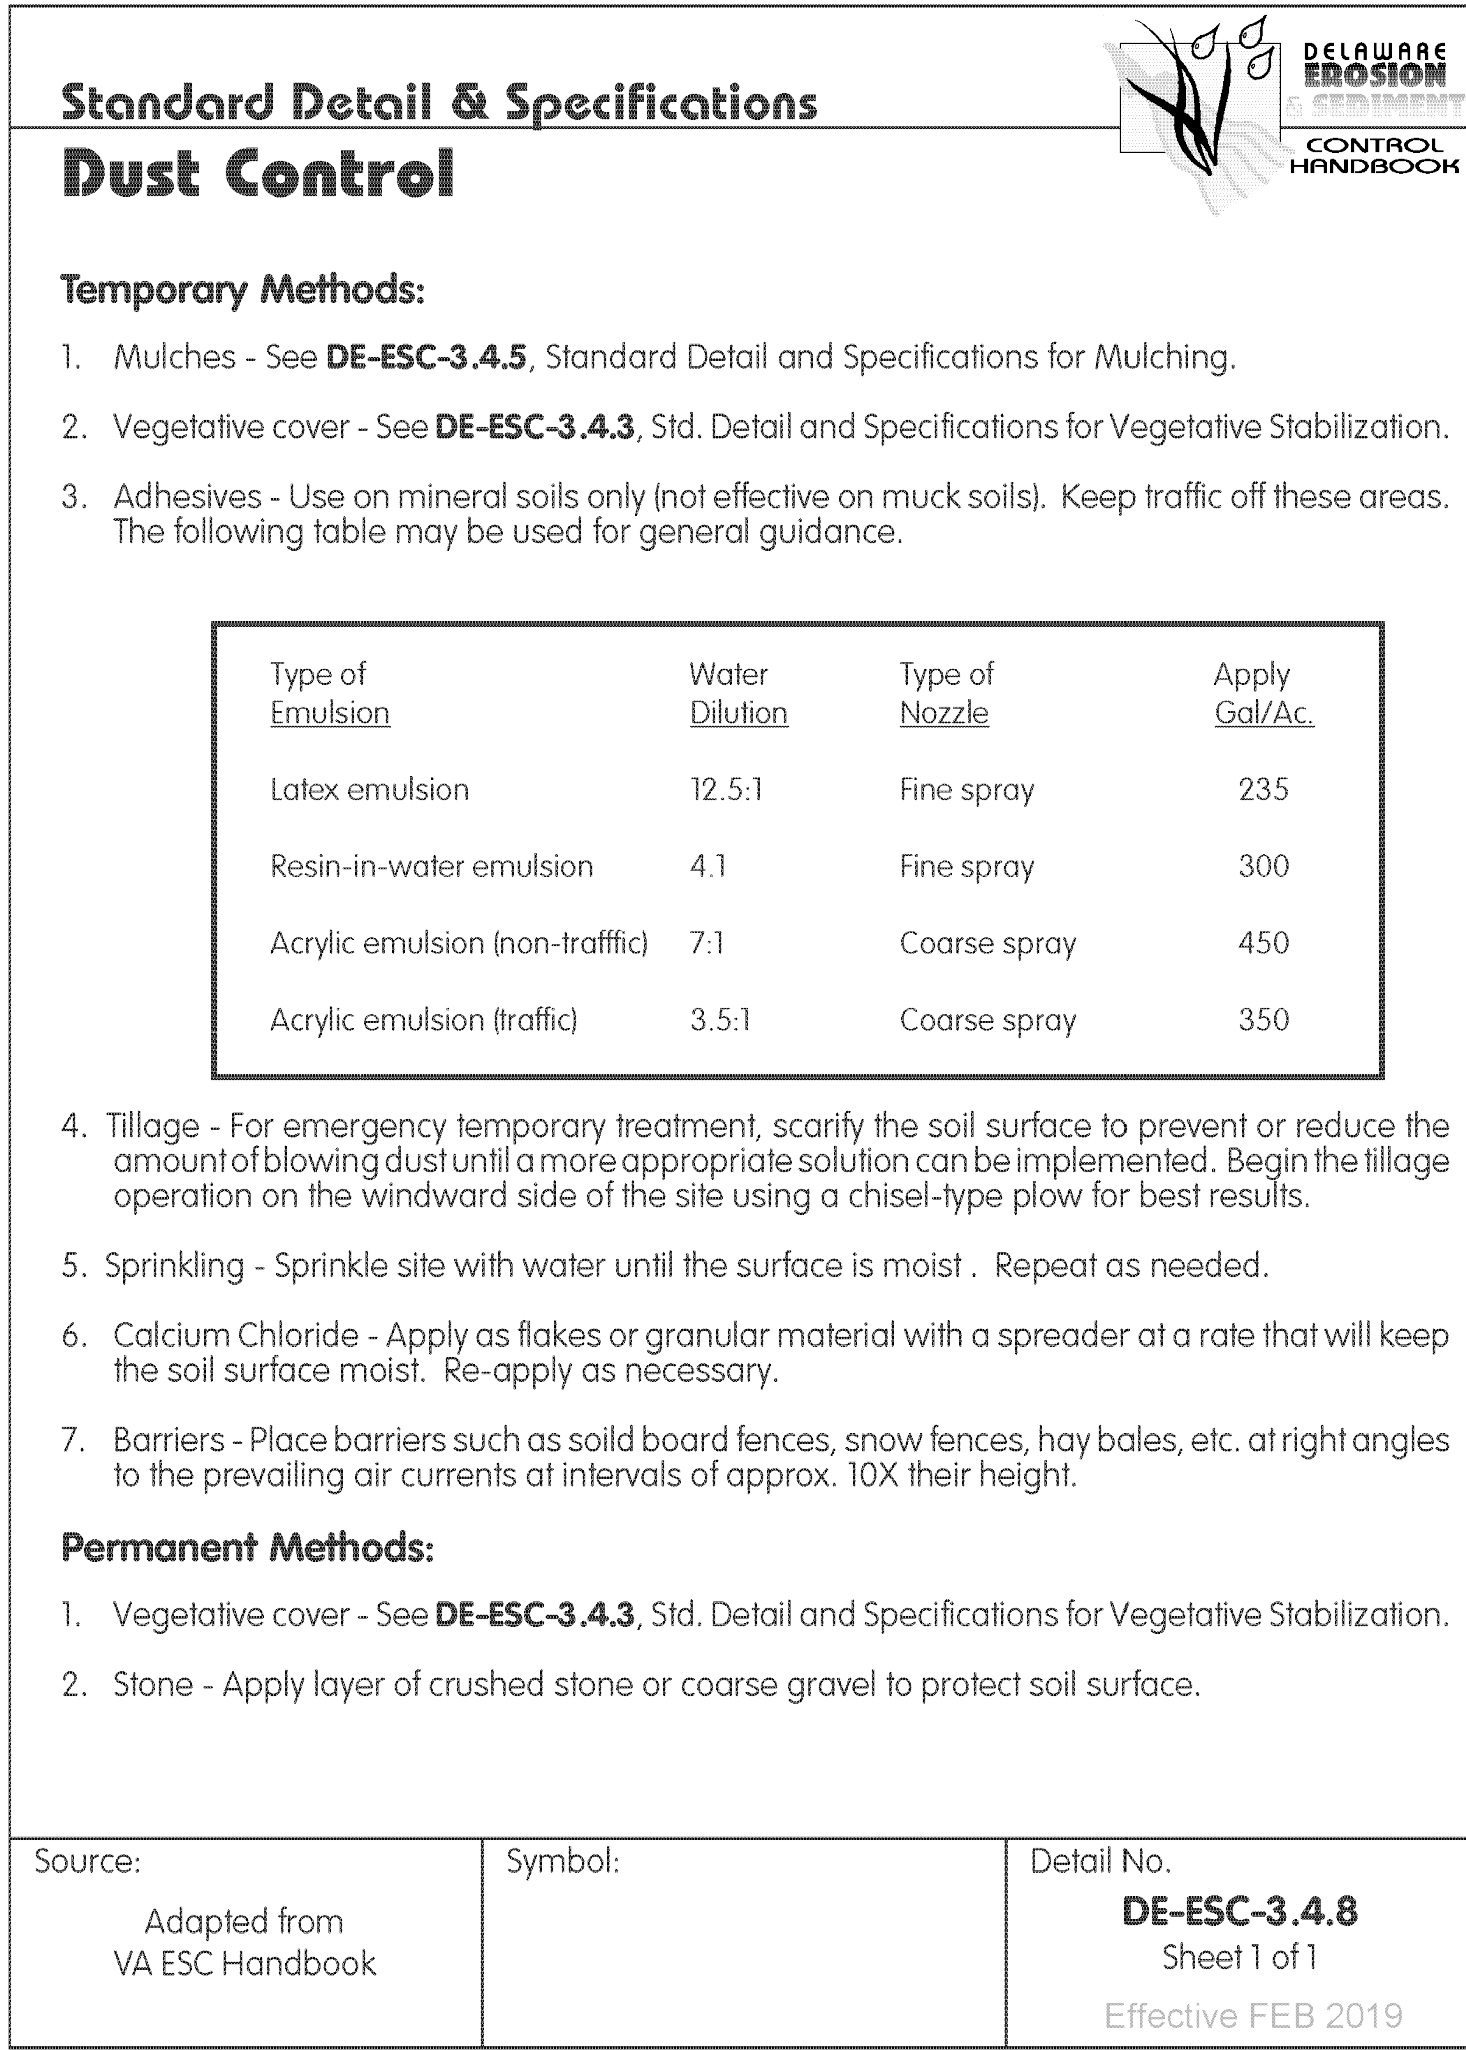 DELAWARE
EROSION
& SEDIMENT
CONTROL
HANDBOOK
Standard Detail & Specifications
Dust Control
Temporary Methods:
1. Mulches - See DE-ESC-3.4.5, Standard Detail and Specifications for Mulching.
2. Vegetative cover - See DE-ESC-3.4.3, Std. Detail and Specifications for Vegetative Stabilization.
3. Adhesives - Use on mineral soils only (not effective on muck soils). Keep traffic off these areas.
The following table may be used for general guidance.
Type of Water Type of Apply
Emulsion Dilution Nozzle Gal/Ac.
Latex emulsion 12.5:1 Fine spray 235
Resin-in-water emulsion 4.1 Fine spray 300
Acrylic emulsion (non-trafffic) 7:1 Coarse spray 450
Acrylic emulsion (traffic) 3.5:1 Coarse spray 350
4. Tillage - For emergency temporary treatment, scarify the soil surface to prevent or reduce the
amount of blowing dust until a more appropriate solution can be implemented. Begin the tillage
operation on the windward side of the site using a chisel-type plow for best results.
5. Sprinkling - Sprinkle site with water until the surface is moist . Repeat as needed.
6. Calcium Chloride - Apply as flakes or granular material with a spreader at a rate that will keep
the soil surface moist. Re-apply as necessary.
7. Barriers - Place barriers such as soild board fences, snow fences, hay bales, etc. at right angles
to the prevailing air currents at intervals of approx. 10X their height.
Permanent Methods:
1. Vegetative cover - See DE-ESC-3.4.3, Std. Detail and Specifications for Vegetative Stabilization.
2. Stone - Apply layer of crushed stone or coarse gravel to protect soil surface.
Source:
Adapted from
VA ESC Handbook
Symbol:
Detail No.
DE-ESC-3.4.8
Sheet 1 of 1
Effective FEB 2019